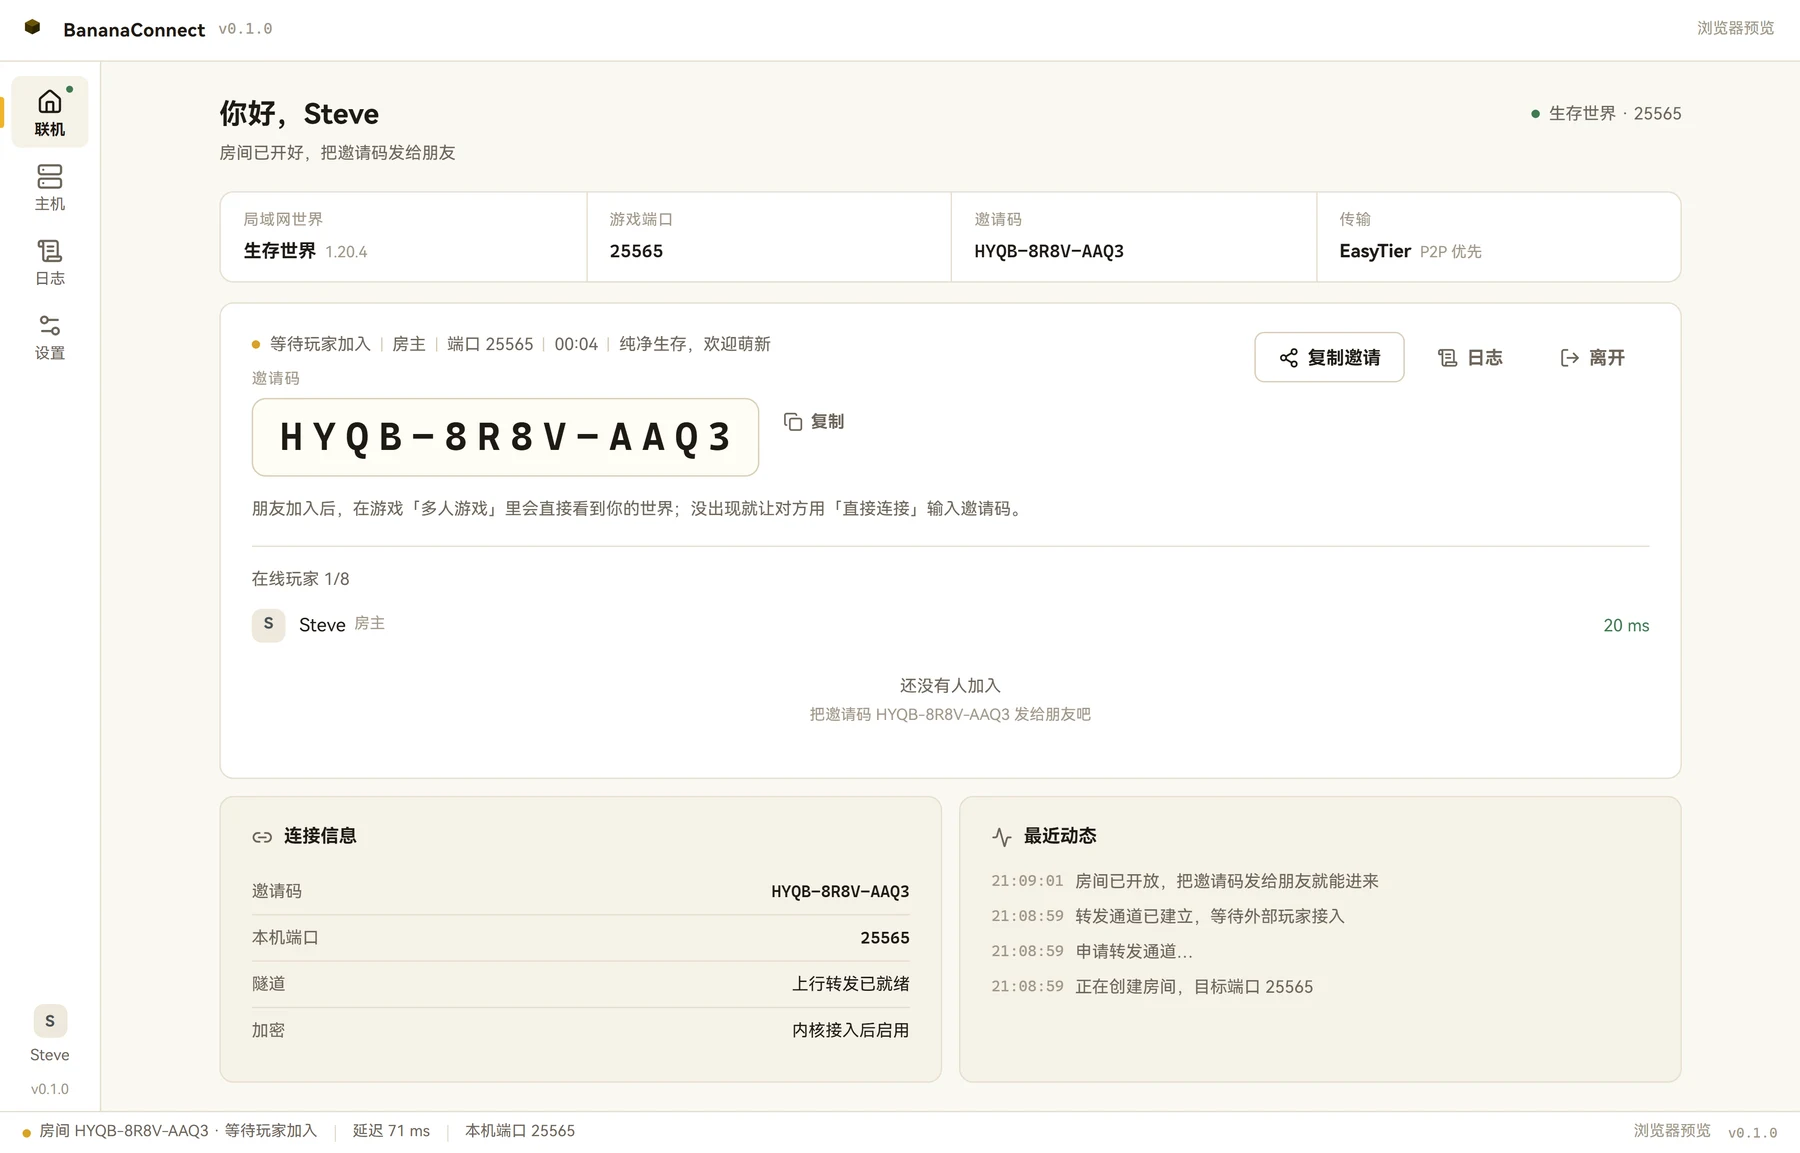 BananaConnect v0.1.0
浏览器预览
联机
主机
日志
设置
S
Steve
v0.1.0
你好，Steve
生存世界 · 25565
房间已开好，把邀请码发给朋友
局域网世界
生存世界 1.20.4
游戏端口
25565
邀请码
HYQB-8R8V-AAQ3
传输
EasyTier P2P 优先
等待玩家加入 | 房主 | 端口 25565 | 00:04 | 纯净生存，欢迎萌新
复制邀请
日志
离开
邀请码
HYQB-8R8V-AAQ3
复制
朋友加入后，在游戏「多人游戏」里会直接看到你的世界；没出现就让对方用「直接连接」输入邀请码。
在线玩家 1/8
S Steve 房主
20 ms
还没有人加入
把邀请码 HYQB-8R8V-AAQ3 发给朋友吧
连接信息
邀请码 HYQB-8R8V-AAQ3
本机端口 25565
隧道 上行转发已就绪
加密 内核接入后启用
最近动态
21:09:01 房间已开放，把邀请码发给朋友就能进来
21:08:59 转发通道已建立，等待外部玩家接入
21:08:59 申请转发通道…
21:08:59 正在创建房间，目标端口 25565
房间 HYQB-8R8V-AAQ3 · 等待玩家加入 | 延迟 71 ms | 本机端口 25565
浏览器预览 v0.1.0